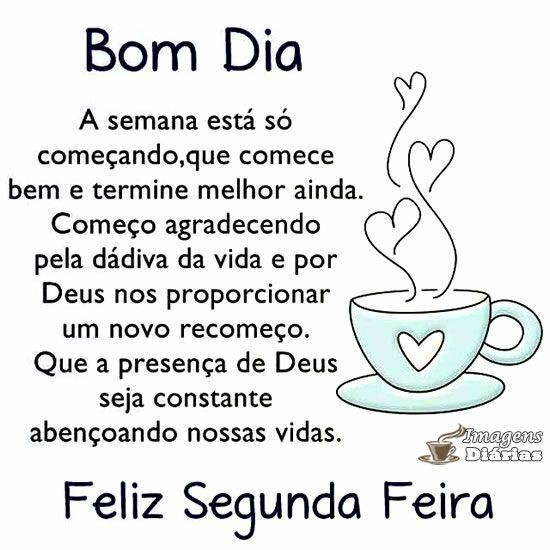 Bom Dia
A semana está só
começando,que comece
bem e termine melhor ainda.
Começo agradecendo
pela dádiva da vida e por
Deus nos proporcionar
um novo recomeço.
Que a presença de Deus
seja constante
abençoando nossas vidas.
Imagens
Diárias
Feliz Segunda Feira